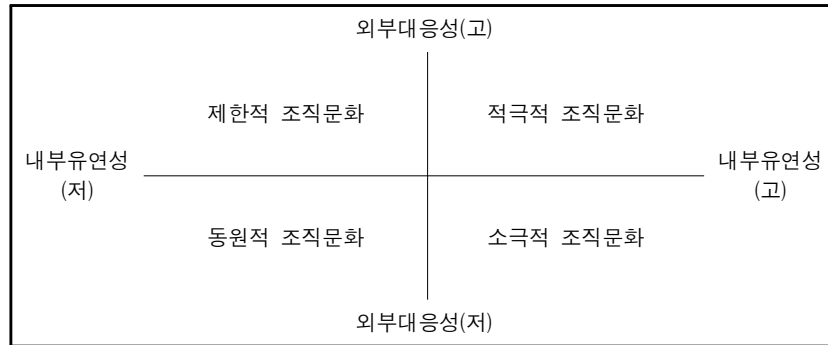 외부대응성(고)
제한적 조직문화
적극적 조직문화
내부유연성
(저)
내부유연성
(고)
동원적 조직문화
소극적 조직문화
외부대응성(저)